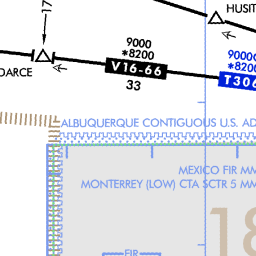 HUSIT
17
9000
*8200
V16-66
33
9000
*8200
T306
DARCE
ALBUQUERQUE CONTIGUOUS U.S. AD
MEXICO FIR MM
MONTERREY (LOW) CTA SCTR 5 MM
18
FIR